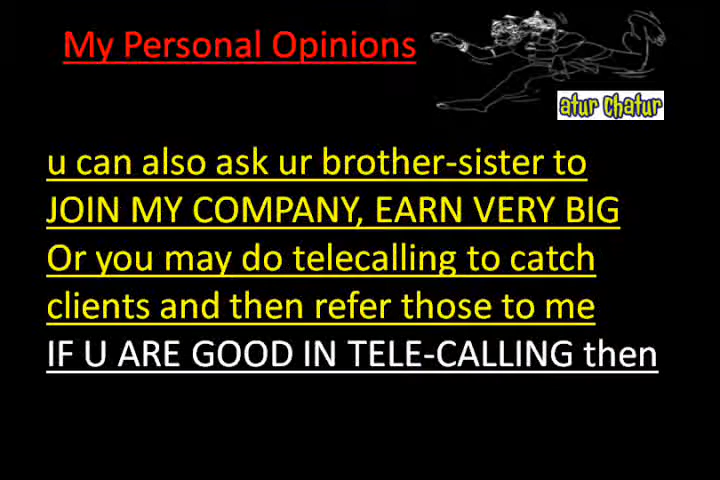 My Personal Opinions
atur chatur
u can also ask ur brother-sister to
JOIN MY COMPANY, EARN VERY BIG
Or you may do telecalling to catch
clients and then refer those to me
IF U ARE GOOD IN TELE-CALLING then